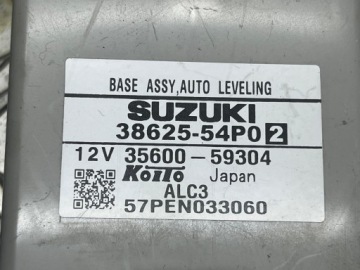 BASE ASSY,AUTO LEVELING
SUZUKI
38625-54P0 2
12V 35600-59304
KOITO Japan
ALC3
57PEN033060